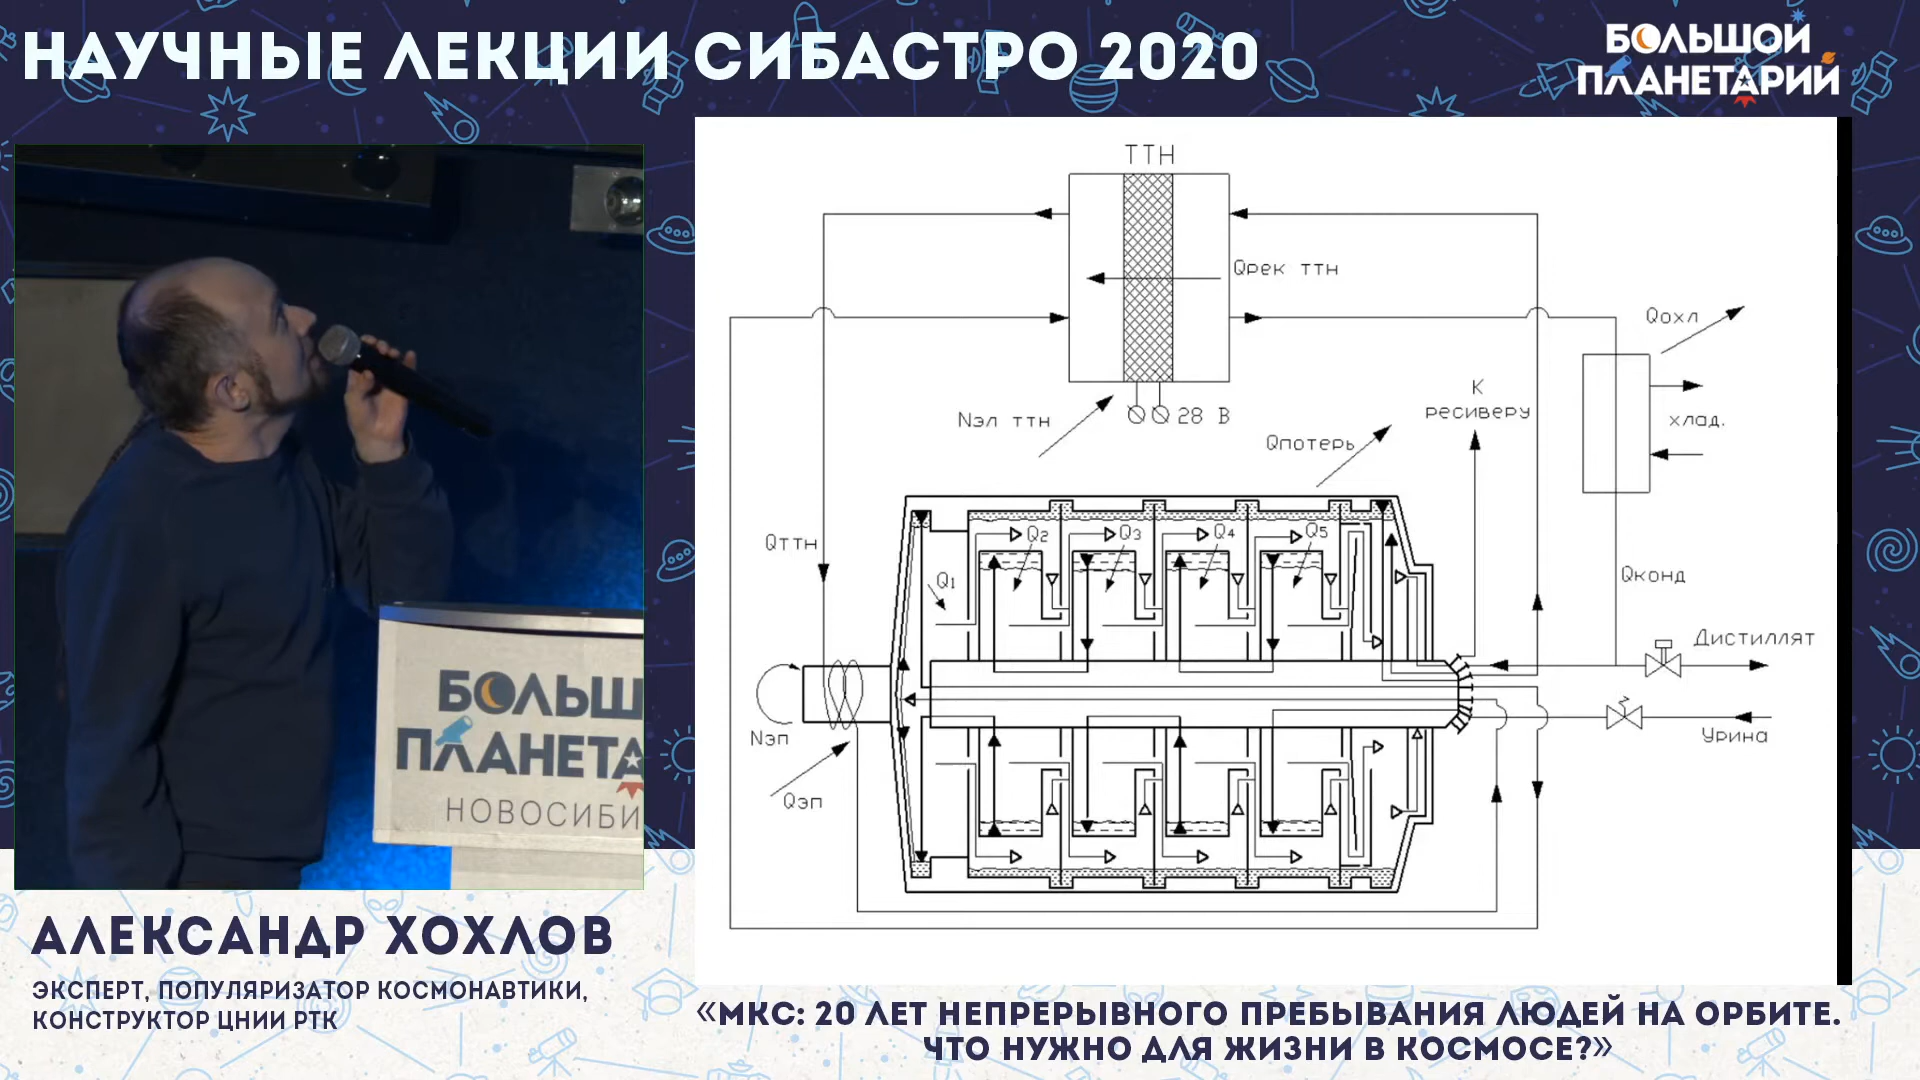 НАУЧНЫЕ ЛЕКЦИИ СИБАСТРО 2020
БОЛЬШОЙ
ПЛАНЕТАРИЙ
ТТН
Qрек ттн
Qохл
К
ресиверу
хлад.
Nэл ттн
28 В
Qпотерь
Qттн
Q1
Q2
Q3
Q4
Q5
Qконд
Дистиллят
Урина
Nэп
Qэп
БОЛЬШ
ПЛАНЕТА
НОВОСИБИ
АЛЕКСАНДР ХОХЛОВ
ЭКСПЕРТ, ПОПУЛЯРИЗАТОР КОСМОНАВТИКИ,
КОНСТРУКТОР ЦНИИ РТК
«МКС: 20 ЛЕТ НЕПРЕРЫВНОГО ПРЕБЫВАНИЯ ЛЮДЕЙ НА ОРБИТЕ.
ЧТО НУЖНО ДЛЯ ЖИЗНИ В КОСМОСЕ?»